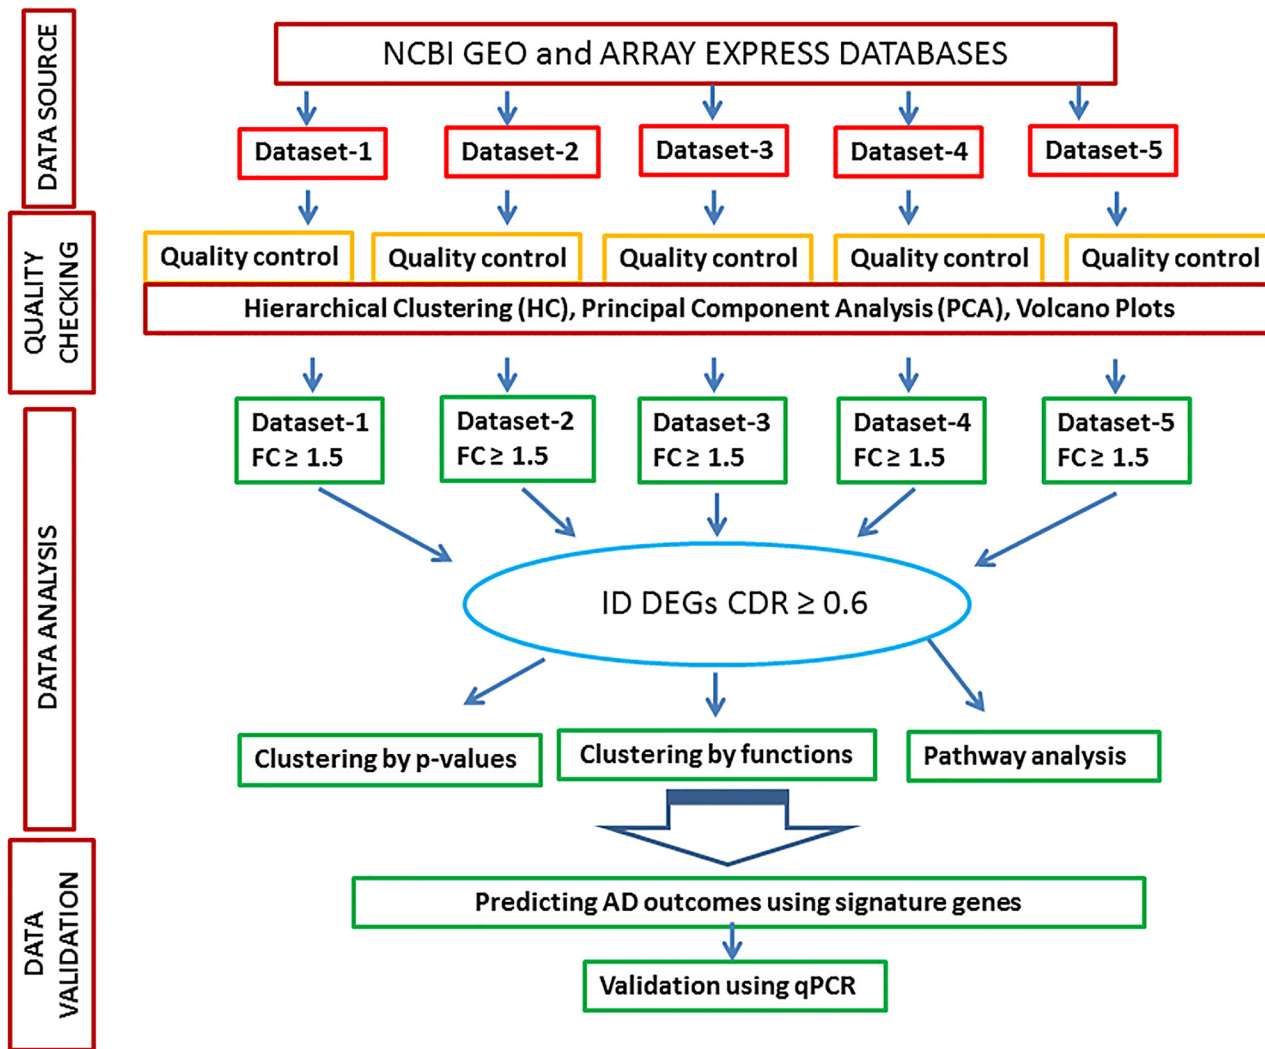 DATA SOURCE
NCBI GEO and ARRAY EXPRESS DATABASES
Dataset-1
Dataset-2
Dataset-3
Dataset-4
Dataset-5
QUALITY
CHECKING
Quality control
Quality control
Quality control
Quality control
Quality control
Hierarchical Clustering (HC), Principal Component Analysis (PCA), Volcano Plots
DATA ANALYSIS
Dataset-1
FC ≥ 1.5
Dataset-2
FC ≥ 1.5
Dataset-3
FC ≥ 1.5
Dataset-4
FC ≥ 1.5
Dataset-5
FC ≥ 1.5
ID DEGs CDR ≥ 0.6
Clustering by p-values
Clustering by functions
Pathway analysis
DATA
VALIDATION
Predicting AD outcomes using signature genes
Validation using qPCR